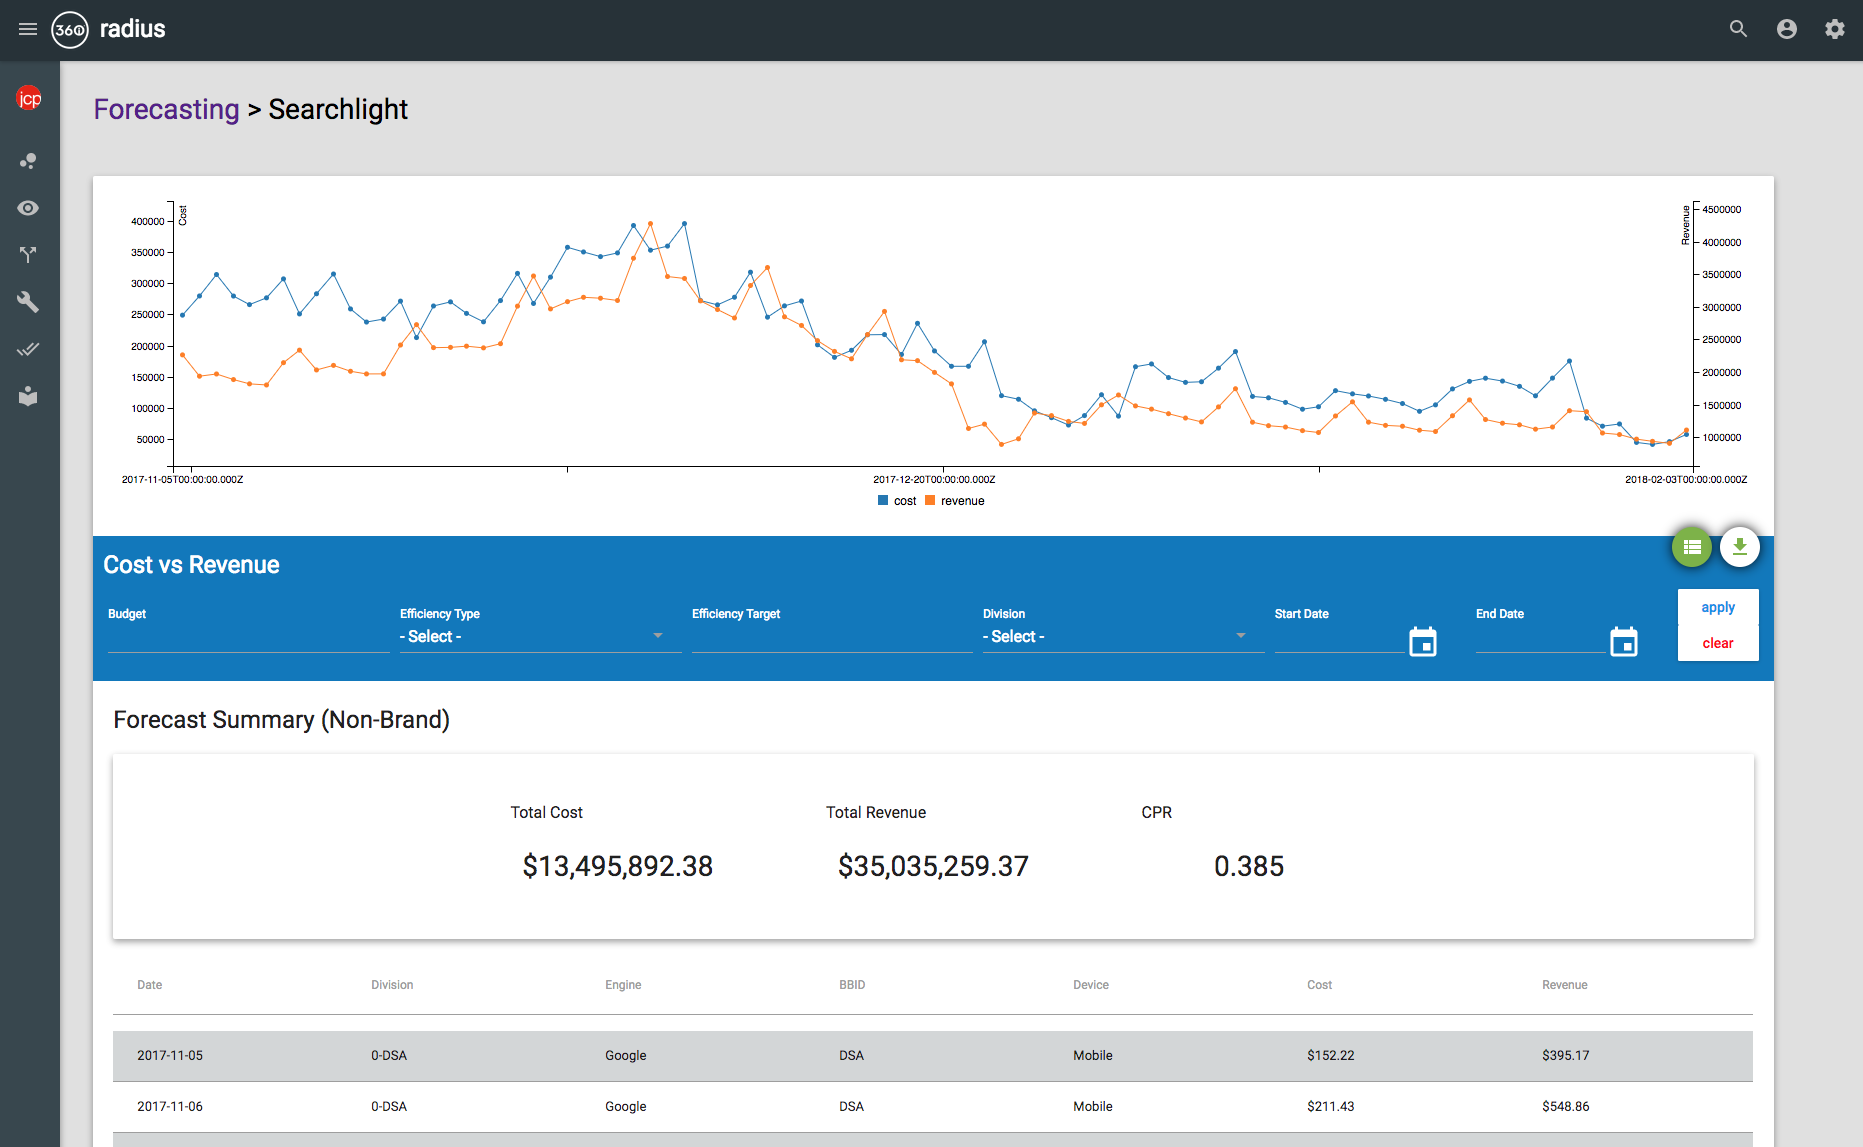 360i radius
jcp
Forecasting > Searchlight
Cost
Revenue
400000
350000
300000
250000
200000
150000
100000
50000
4500000
4000000
3500000
3000000
2500000
2000000
1500000
1000000
2017-11-05T00:00:00.000Z 2017-12-20T00:00:00.000Z 2018-02-03T00:00:00.000Z
cost revenue
Cost vs Revenue
Budget Efficiency Type Efficiency Target Division Start Date End Date
- Select - - Select -
apply
clear
Forecast Summary (Non-Brand)
Total Cost Total Revenue CPR
$13,495,892.38 $35,035,259.37 0.385
Date Division Engine BBID Device Cost Revenue
2017-11-05 0-DSA Google DSA Mobile $152.22 $395.17
2017-11-06 0-DSA Google DSA Mobile $211.43 $548.86